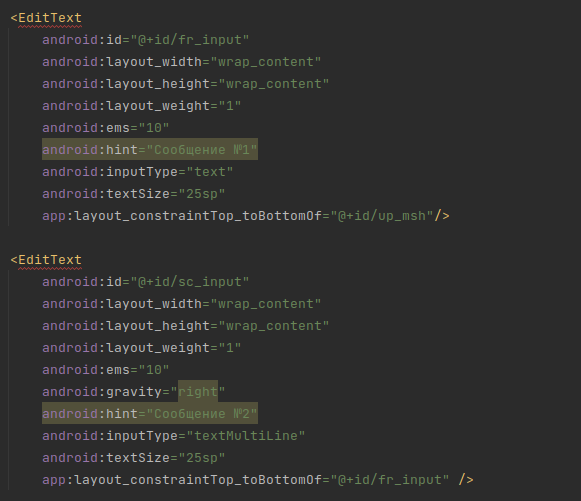 <EditText
android:id="@+id/fr_input"
android:layout_width="wrap_content"
android:layout_height="wrap_content"
android:layout_weight="1"
android:ems="10"
android:hint="Сообщение №1"
android:inputType="text"
android:textSize="25sp"
app:layout_constraintTop_toBottomOf="@+id/up_msh"/>
<EditText
android:id="@+id/sc_input"
android:layout_width="wrap_content"
android:layout_height="wrap_content"
android:layout_weight="1"
android:ems="10"
android:gravity="right"
android:hint="Сообщение №2"
android:inputType="textMultiLine"
android:textSize="25sp"
app:layout_constraintTop_toBottomOf="@+id/fr_input" />